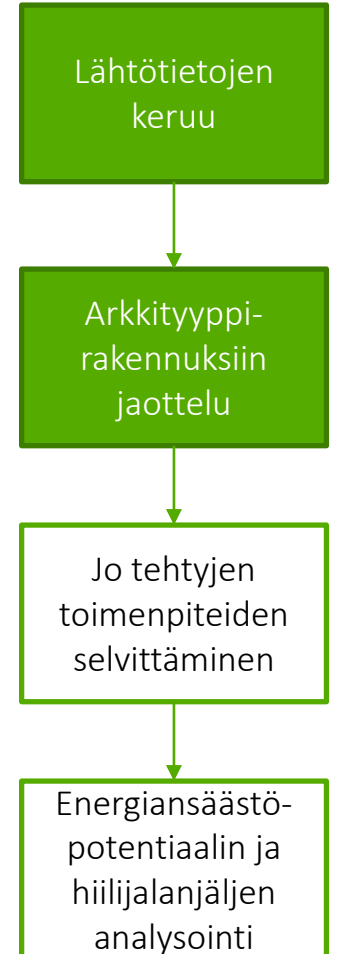 Lähtötietojen
keruu
Arkkityyppi-
rakennuksiin
jaottelu
Jo tehtyjen
toimenpiteiden
selvittäminen
Energiansäästö-
potentiaalin ja
hiilijalanjäljen
analysointi